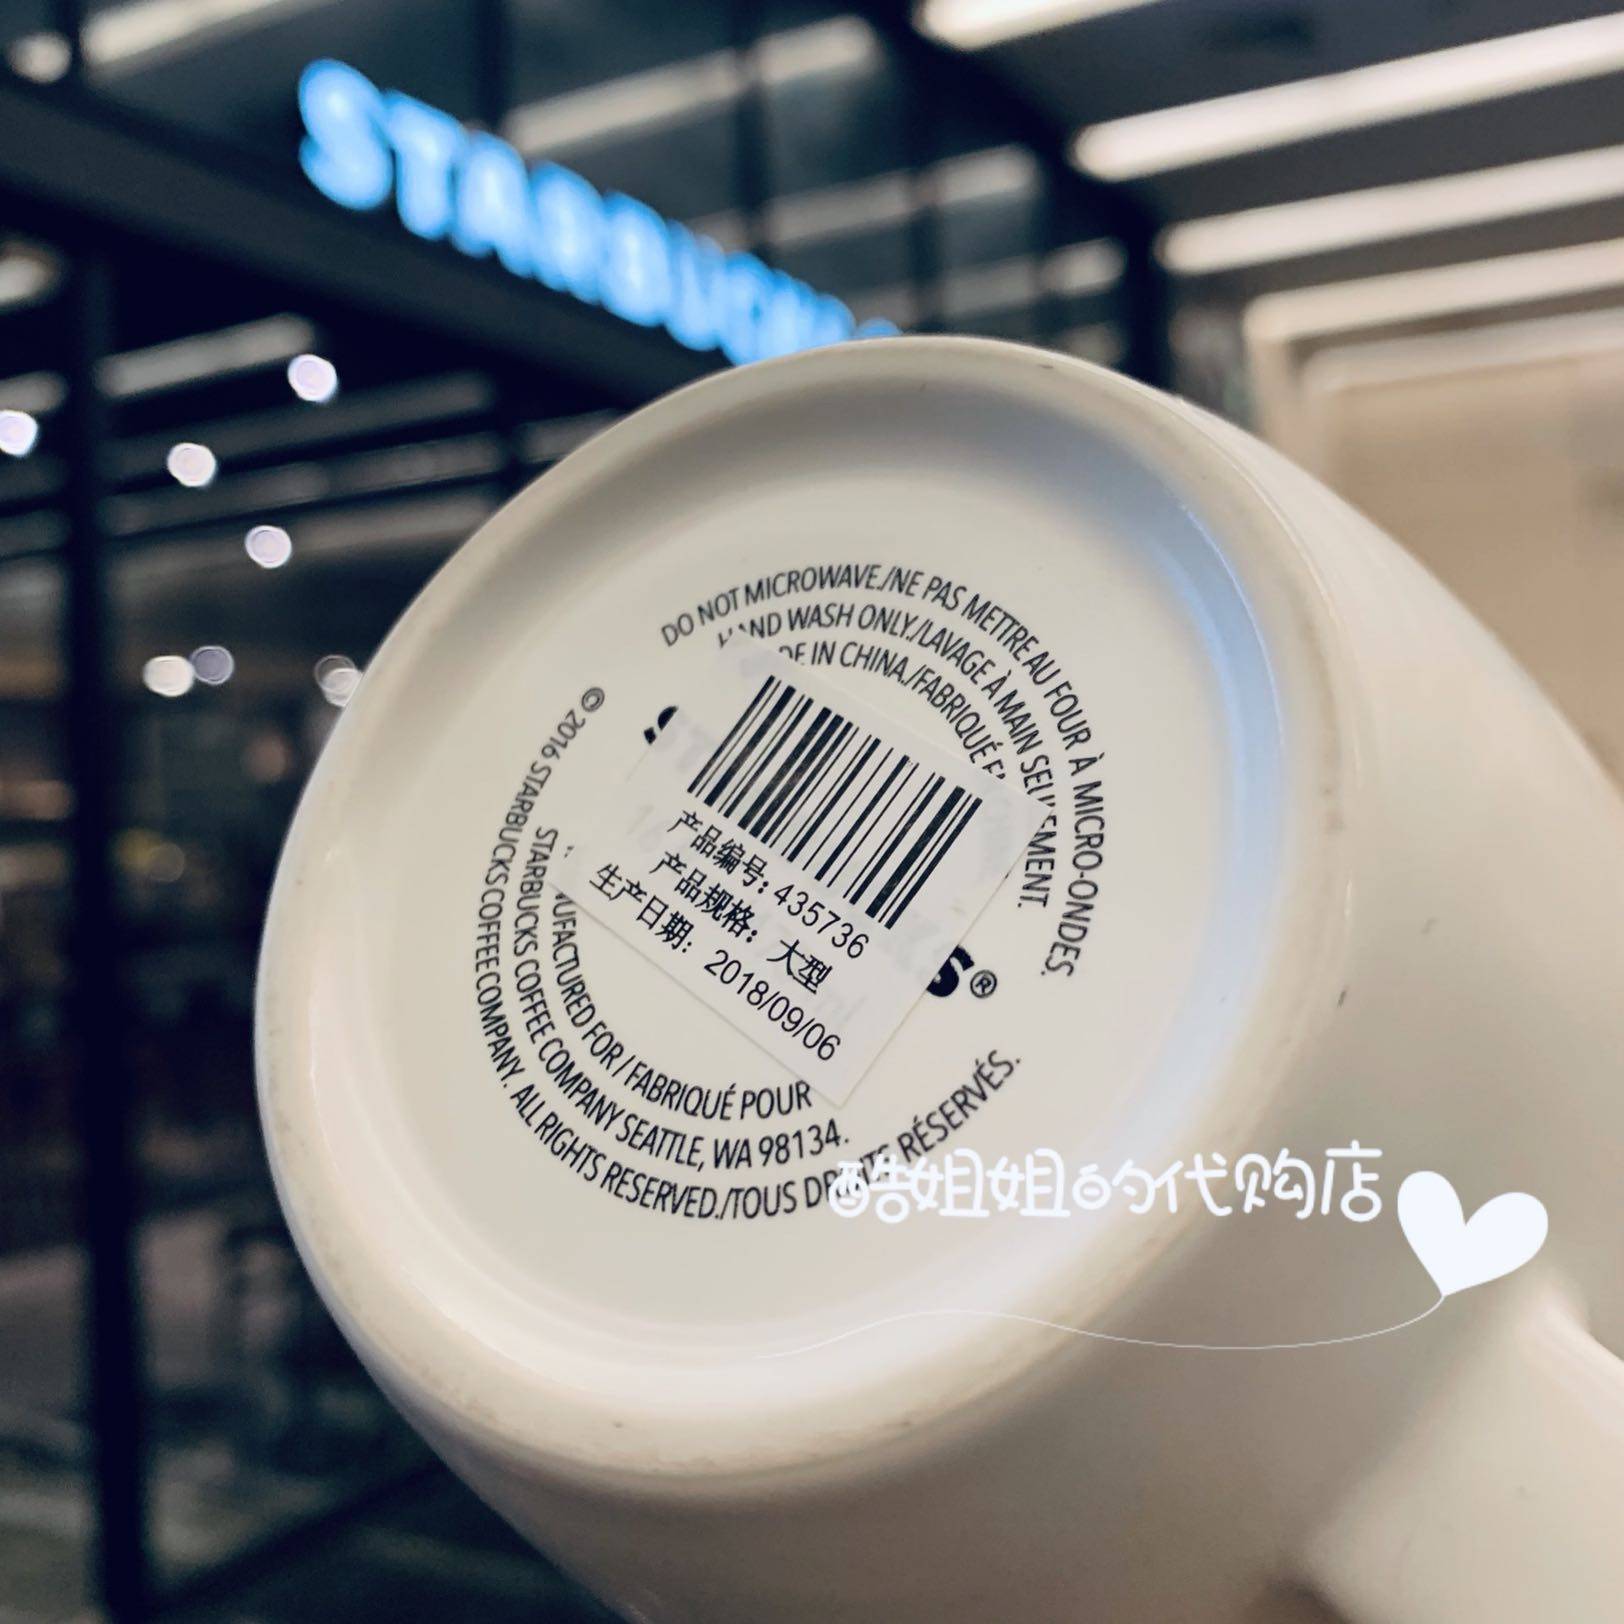 STARBUCKS
DO NOT MICROWAVE./NE PAS METTRE AU FOUR À MICRO-ONDES.
HAND WASH ONLY./LAVAGE À MAIN SEULEMENT.
IN CHINA./FABRIQUÉ
产品编号: 435736
产品规格: 大型
生产日期: 2018/09/06
S®
FOR / FABRIQUÉ POUR
STARBUCKS COFFEE COMPANY SEATTLE, WA 98134.
© 2016 STARBUCKS COFFEE COMPANY. ALL RIGHTS RESERVED./TOUS DROITS RÉSERVÉS.
酷姐姐的代购店